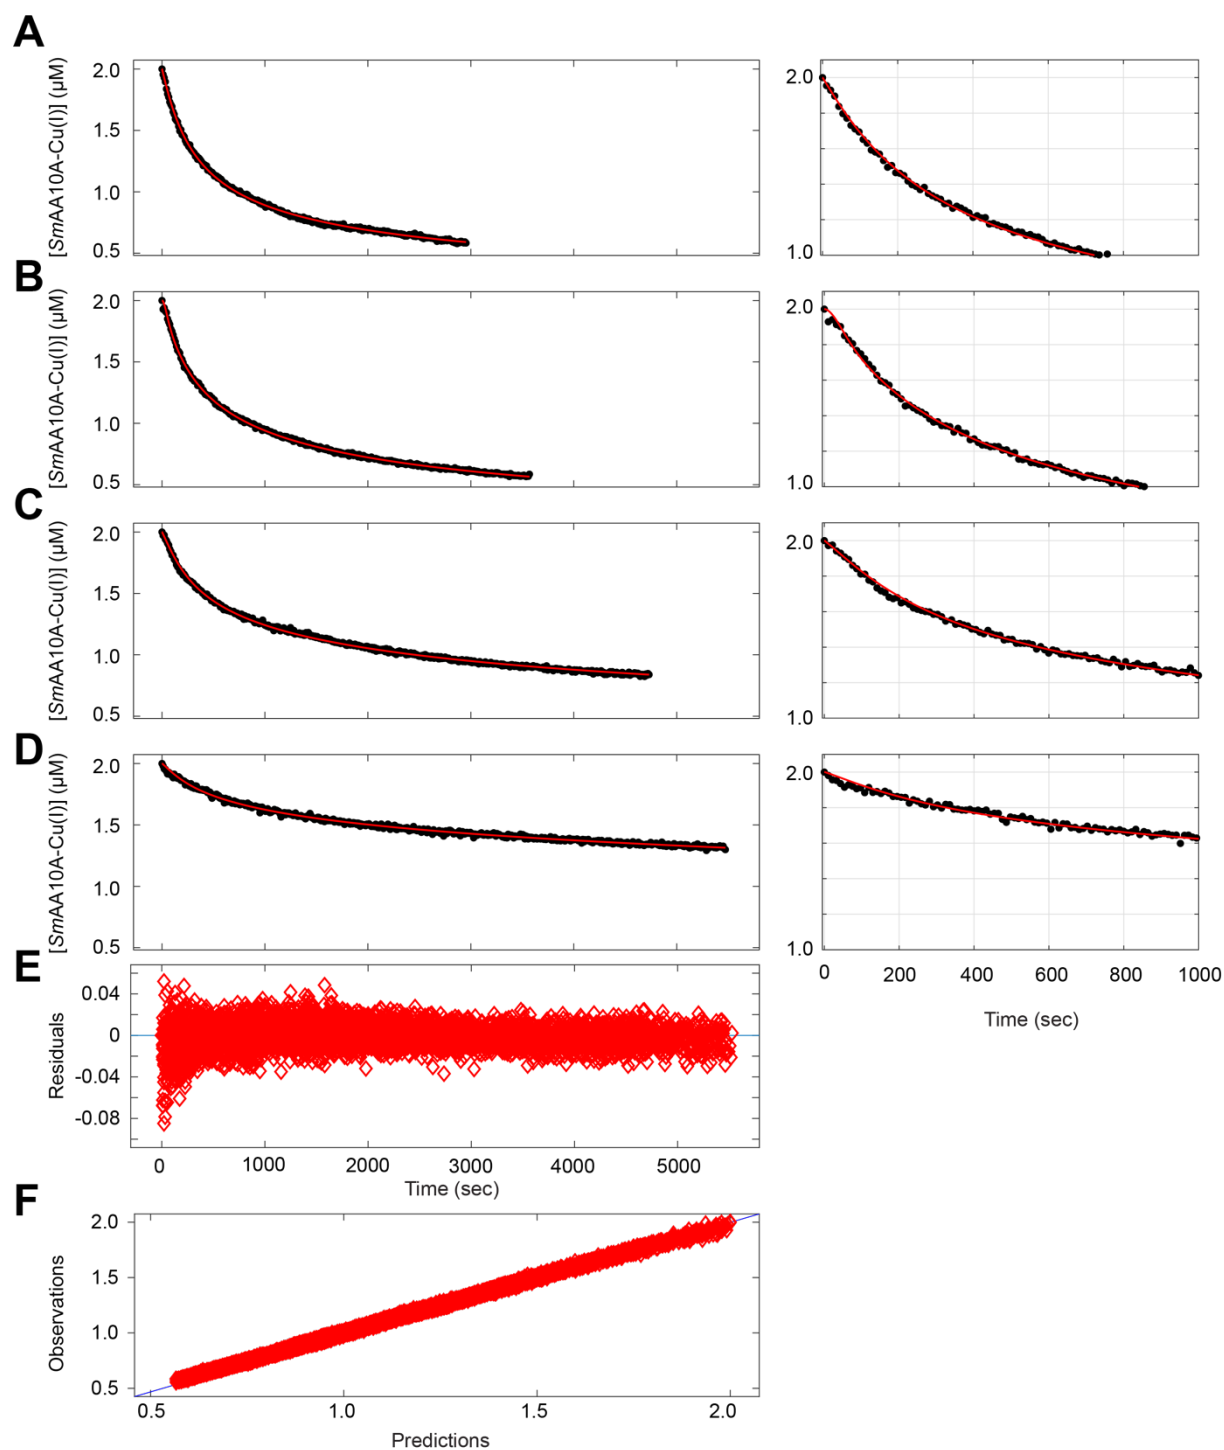 A
[SmAA10A-Cu(I)] (µM)
2.0
1.5
1.0
0.5
2.0
1.0
B
[SmAA10A-Cu(I)] (µM)
2.0
1.5
1.0
0.5
2.0
1.0
C
[SmAA10A-Cu(I)] (µM)
2.0
1.5
1.0
0.5
2.0
1.0
D
[SmAA10A-Cu(I)] (µM)
2.0
1.5
1.0
0.5
2.0
1.0
0 200 400 600 800 1000
Time (sec)
E
Residuals
0.04
0
-0.04
-0.08
0 1000 2000 3000 4000 5000
Time (sec)
F
Observations
2.0
1.5
1.0
0.5
0.5 1.0 1.5 2.0
Predictions